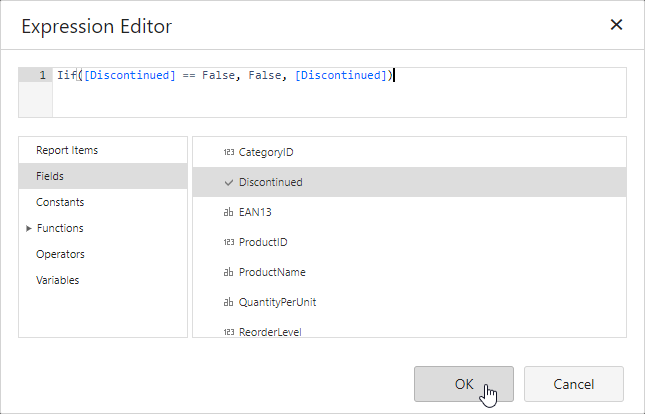 Expression Editor
1 Iif([Discontinued] == False, False, [Discontinued])
Report Items
Fields
Constants
Functions
Operators
Variables
123 CategoryID
Discontinued
ab EAN13
123 ProductID
ab ProductName
ab QuantityPerUnit
123 ReorderLevel
OK
Cancel